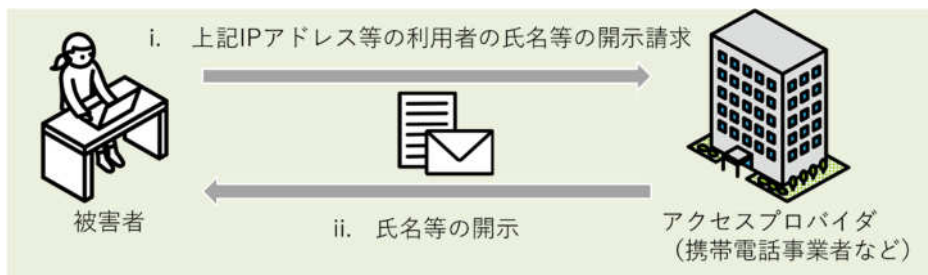 i. 上記IPアドレス等の利用者の氏名等の開示請求
被害者
ii. 氏名等の開示
アクセスプロバイダ
（携帯電話事業者など）